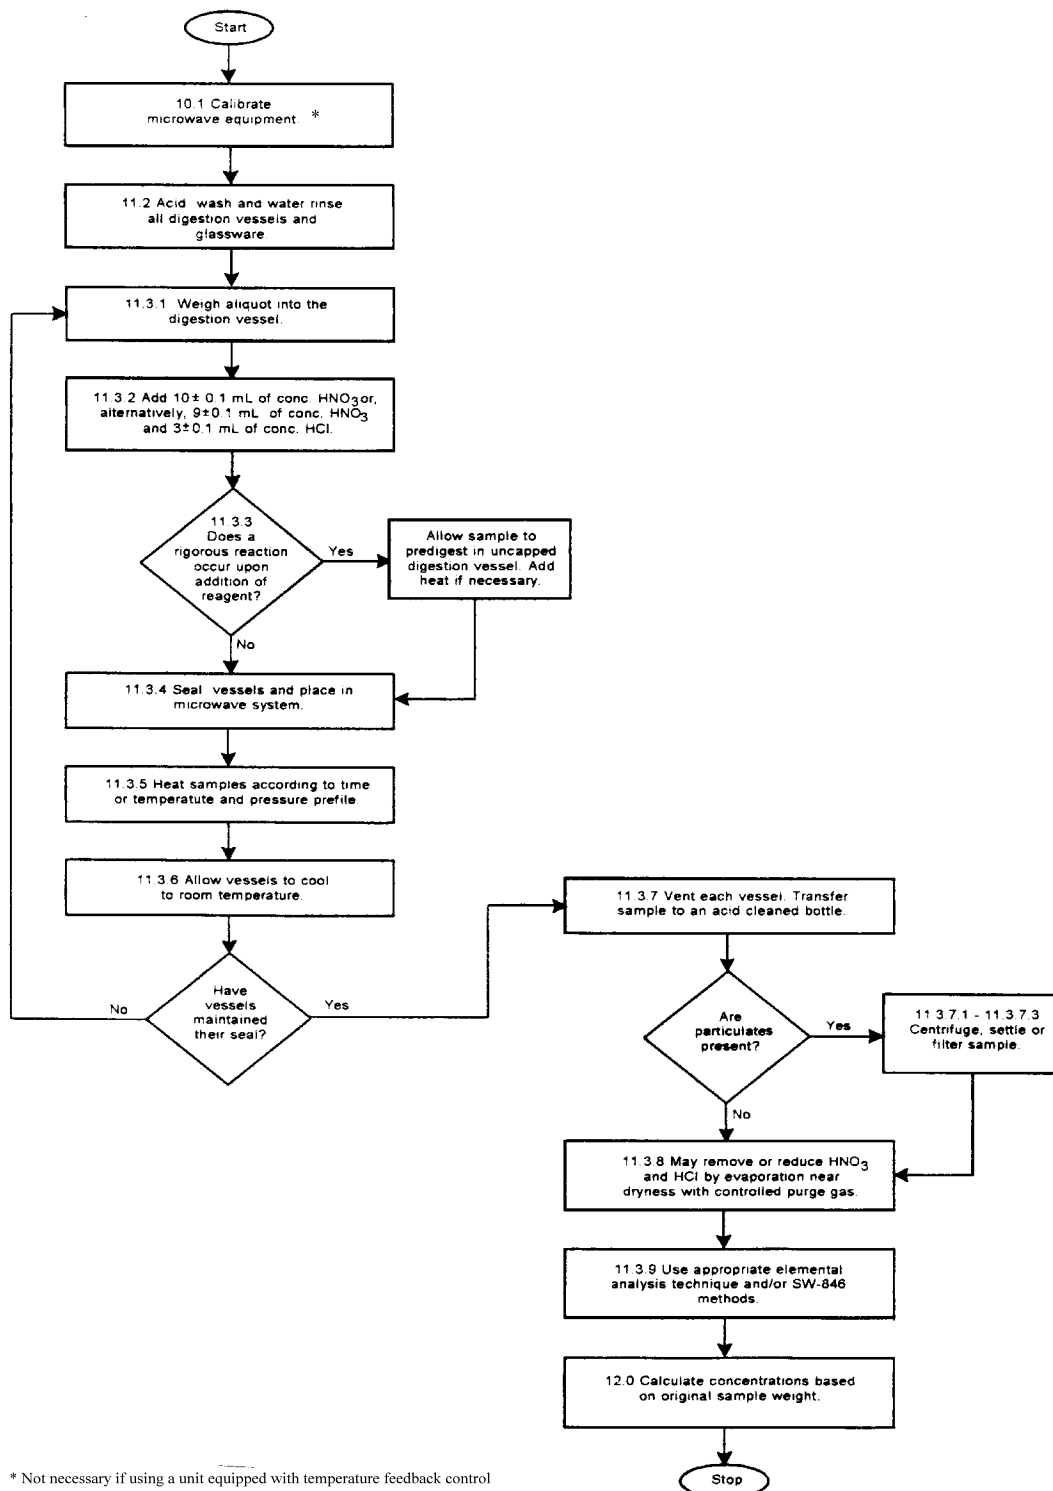 Start
10.1 Calibrate
microwave equipment. *
11.2 Acid wash and water rinse
all digestion vessels and
glassware.
11.3.1 Weigh aliquot into the
digestion vessel.
11.3.2 Add 10± 0.1 mL of conc. HNO3 or,
alternatively, 9±0.1 mL of conc. HNO3
and 3±0.1 mL of conc. HCl.
11.3.3
Does a
rigorous reaction
occur upon
addition of
reagent?
Yes
Allow sample to
predigest in uncapped
digestion vessel. Add
heat if necessary.
No
11.3.4 Seal vessels and place in
microwave system.
11.3.5 Heat samples according to time
or temperatute and pressure prefile.
11.3.6 Allow vessels to cool
to room temperature.
Have
vessels
maintained
their seal?
No
Yes
11.3.7 Vent each vessel. Transfer
sample to an acid cleaned bottle.
Are
particulates
present?
Yes
11.3.7.1 - 11.3.7.3
Centrifuge, settle or
filter sample.
No
11.3.8 May remove or reduce HNO3
and HCl by evaporation near
dryness with controlled purge gas.
11.3.9 Use appropriate elemental
analysis technique and/or SW-846
methods.
12.0 Calculate concentrations based
on original sample weight.
Stop
* Not necessary if using a unit equipped with temperature feedback control